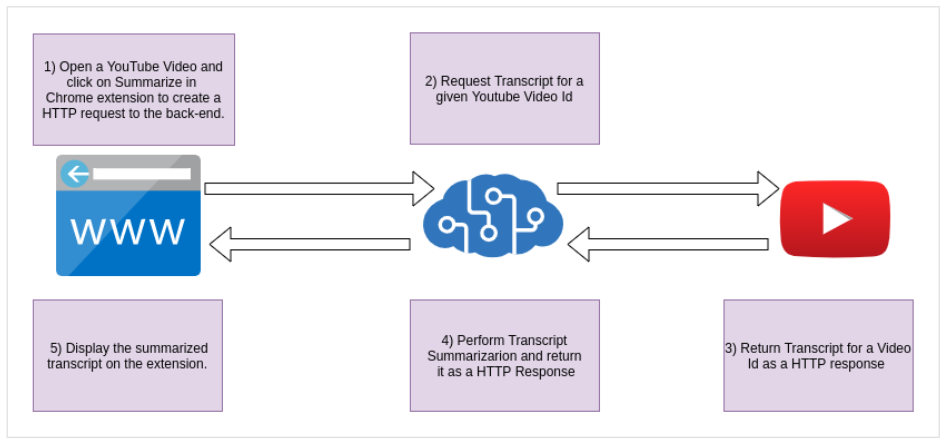 1) Open a YouTube Video and
click on Summarize in
Chrome extension to create a
HTTP request to the back-end.
2) Request Transcript for a
given Youtube Video Id
WWW
5) Display the summarized
transcript on the extension.
4) Perform Transcript
Summarizarion and return
it as a HTTP Response
3) Return Transcript for a Video
Id as a HTTP response